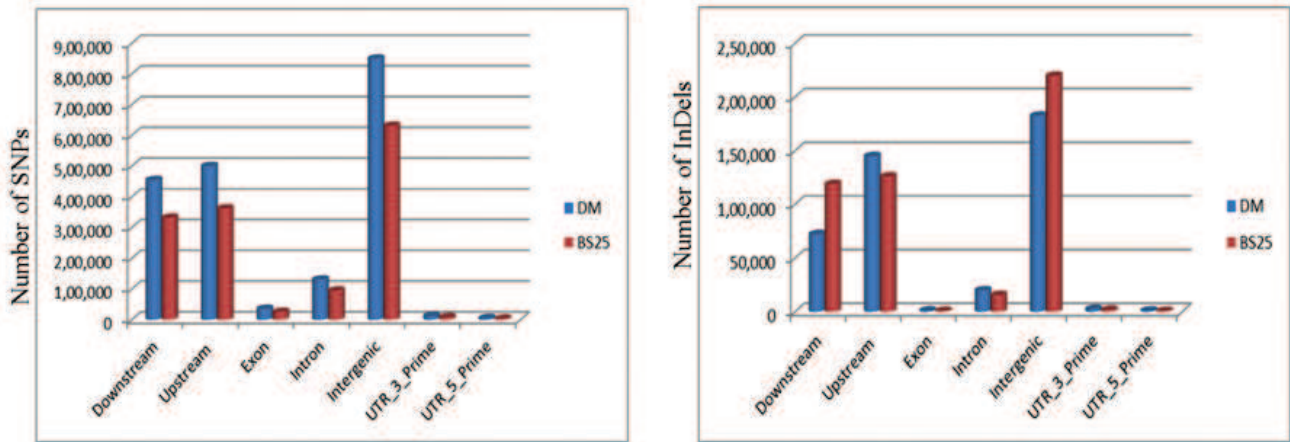 Number of SNPs
9,00,000
8,00,000
7,00,000
6,00,000
5,00,000
4,00,000
3,00,000
2,00,000
1,00,000
0
Downstream
Upstream
Exon
Intron
Intergenic
UTR_3_Prime
UTR_5_Prime
DM
BS25
Number of InDels
2,50,000
2,00,000
1,50,000
1,00,000
50,000
0
Downstream
Upstream
Exon
Intron
Intergenic
UTR_3_Prime
UTR_5_Prime
DM
BS25